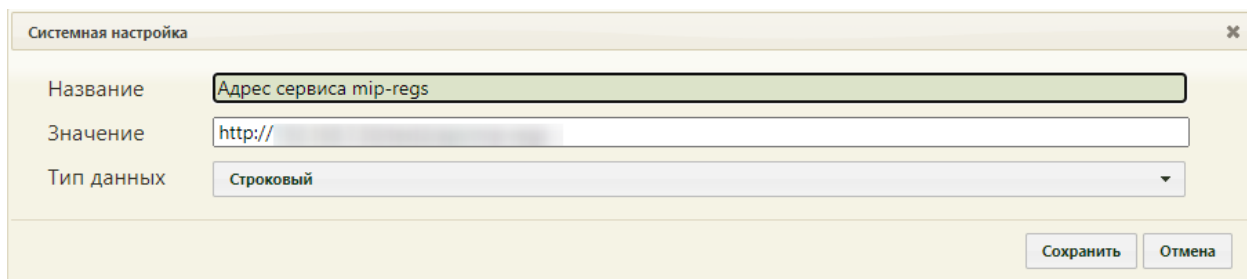 Системная настройка
Название Адрес сервиса mip-regs
Значение http://
Тип данных Строковый
Сохранить Отмена